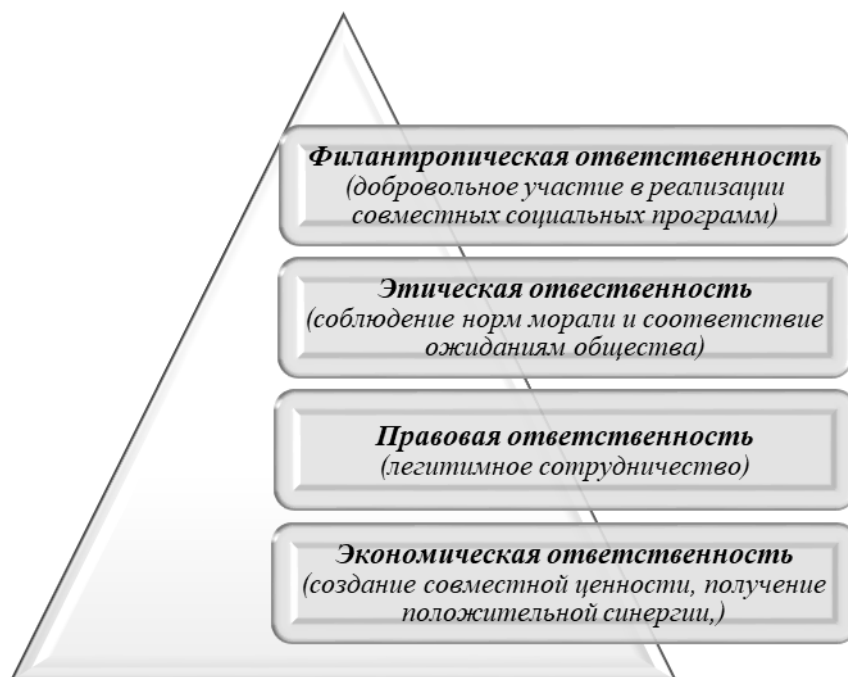 Филантропическая ответственность
(добровольное участие в реализации
совместных социальных программ)
Этическая отвественность
(соблюдение норм морали и соответствие
ожиданиям общества)
Правовая ответственность
(легитимное сотрудничество)
Экономическая ответственность
(создание совместной ценности, получение
положительной синергии,)